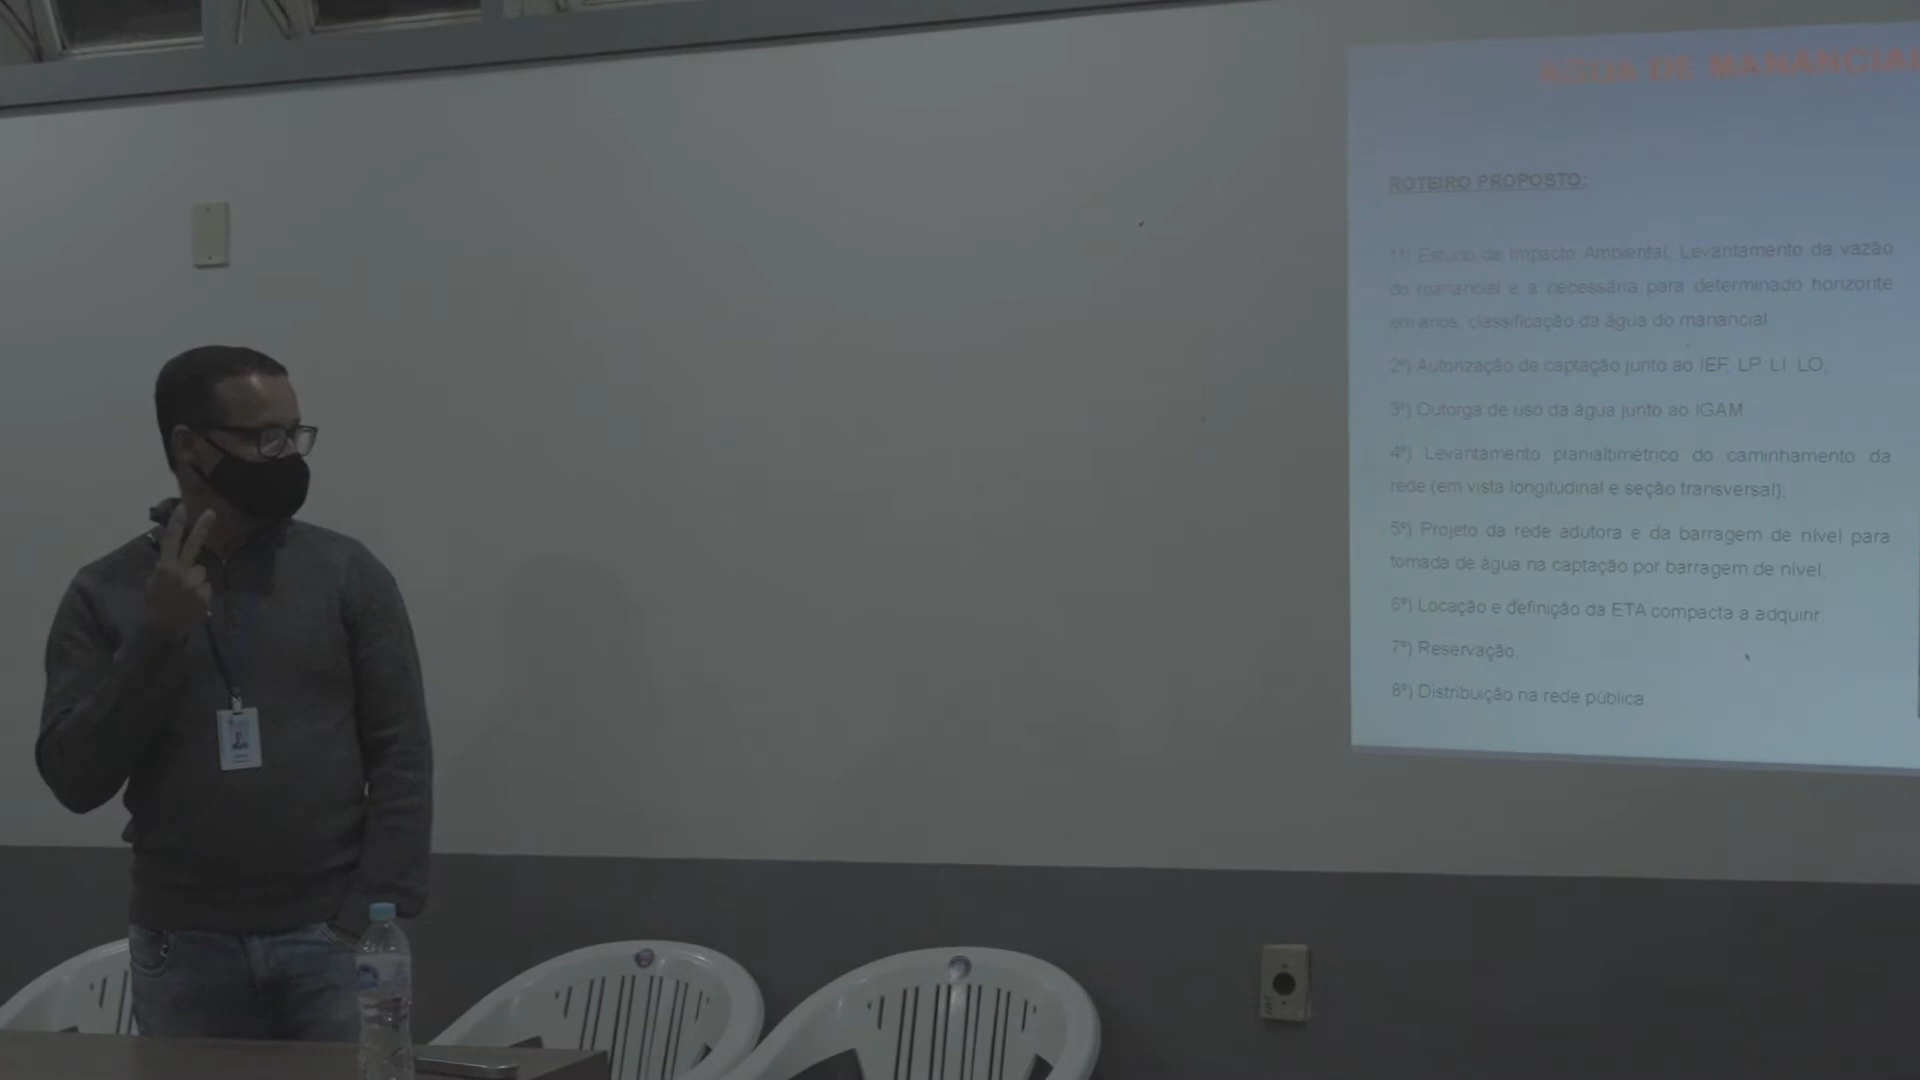 ÁGUA DE MANANCIAL
ROTEIRO PROPOSTO:
1º) Estudo de Impacto Ambiental, Levantamento da vazão
do manancial e a necessária para determinado horizonte
em anos, classificação da água do manancial
2º) Autorização de captação junto ao IEF, LP, LI, LO;
3º) Outorga de uso da água junto ao IGAM
4º) Levantamento planialtimétrico do caminhamento da
rede (em vista longitudinal e seção transversal);
5º) Projeto da rede adutora e da barragem de nível para
tomada de água na captação por barragem de nível;
6º) Locação e definição da ETA compacta a adquirir
7º) Reservação;
8º) Distribuição na rede pública